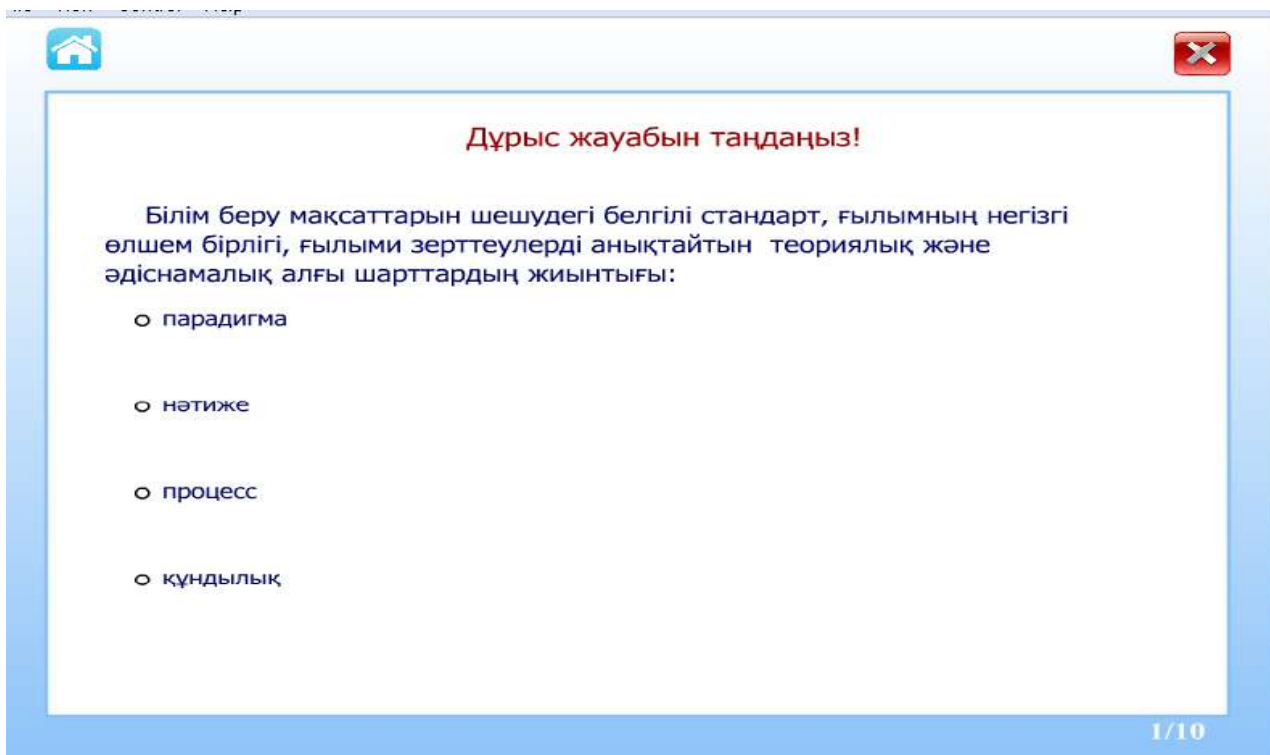 Дұрыс жауабын таңдаңыз!
Білім беру мақсаттарын шешудегі белгілі стандарт, ғылымның негізгі
өлшем бірлігі, ғылыми зерттеулерді анықтайтын теориялық және
әдіснамалық алғы шарттардың жиынтығы:
парадигма
нәтиже
процесс
құндылық
1/10